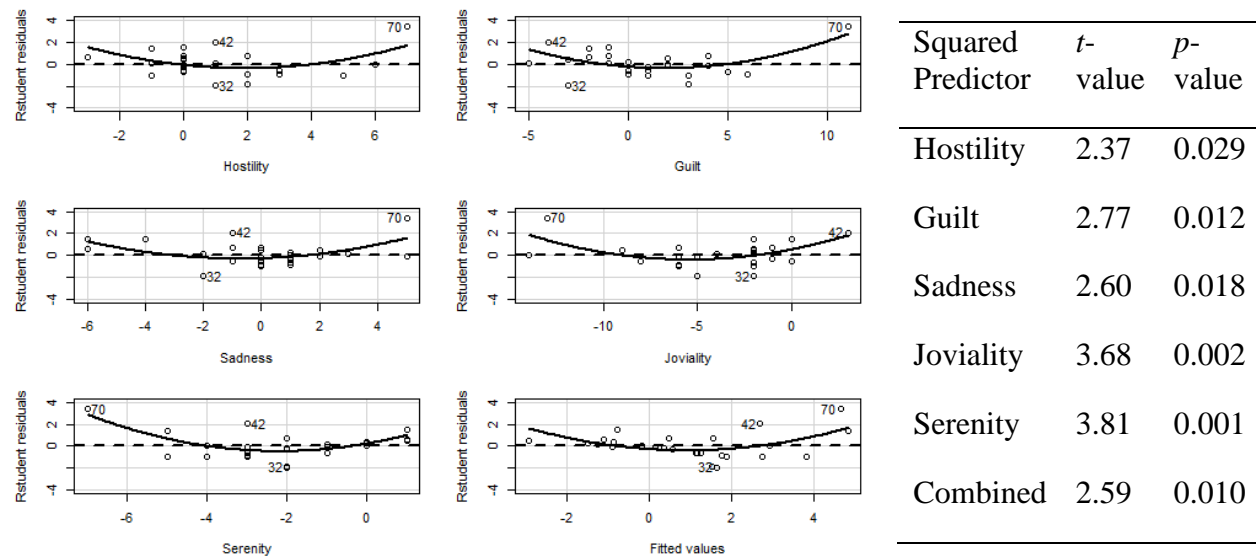 Rstudent residuals
4
2
0
-4
42
32
70
-2 0 2 4 6
Hostility
Rstudent residuals
4
2
0
-4
42
32
70
-5 0 5 10
Guilt
Rstudent residuals
4
2
0
-4
42
32
70
-6 -4 -2 0 2 4
Sadness
Rstudent residuals
4
2
0
-4
70
32
42
-10 -5 0
Joviality
Rstudent residuals
4
2
0
-4
70
42
32
-6 -4 -2 0
Serenity
Rstudent residuals
4
2
0
-4
42
32
70
-2 0 2 4
Fitted values
Squared t- p-
Predictor value value
Hostility 2.37 0.029
Guilt 2.77 0.012
Sadness 2.60 0.018
Joviality 3.68 0.002
Serenity 3.81 0.001
Combined 2.59 0.010